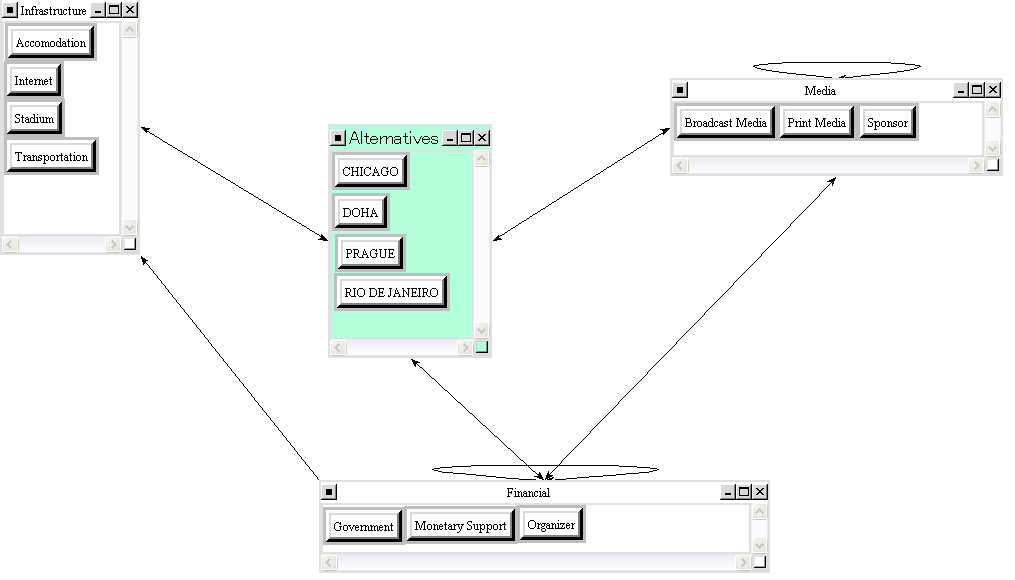 Infrastructure
Accomodation
Internet
Stadium
Transportation
Alternatives
CHICAGO
DOHA
PRAGUE
RIO DE JANEIRO
Media
Broadcast Media
Print Media
Sponsor
Financial
Government
Monetary Support
Organizer